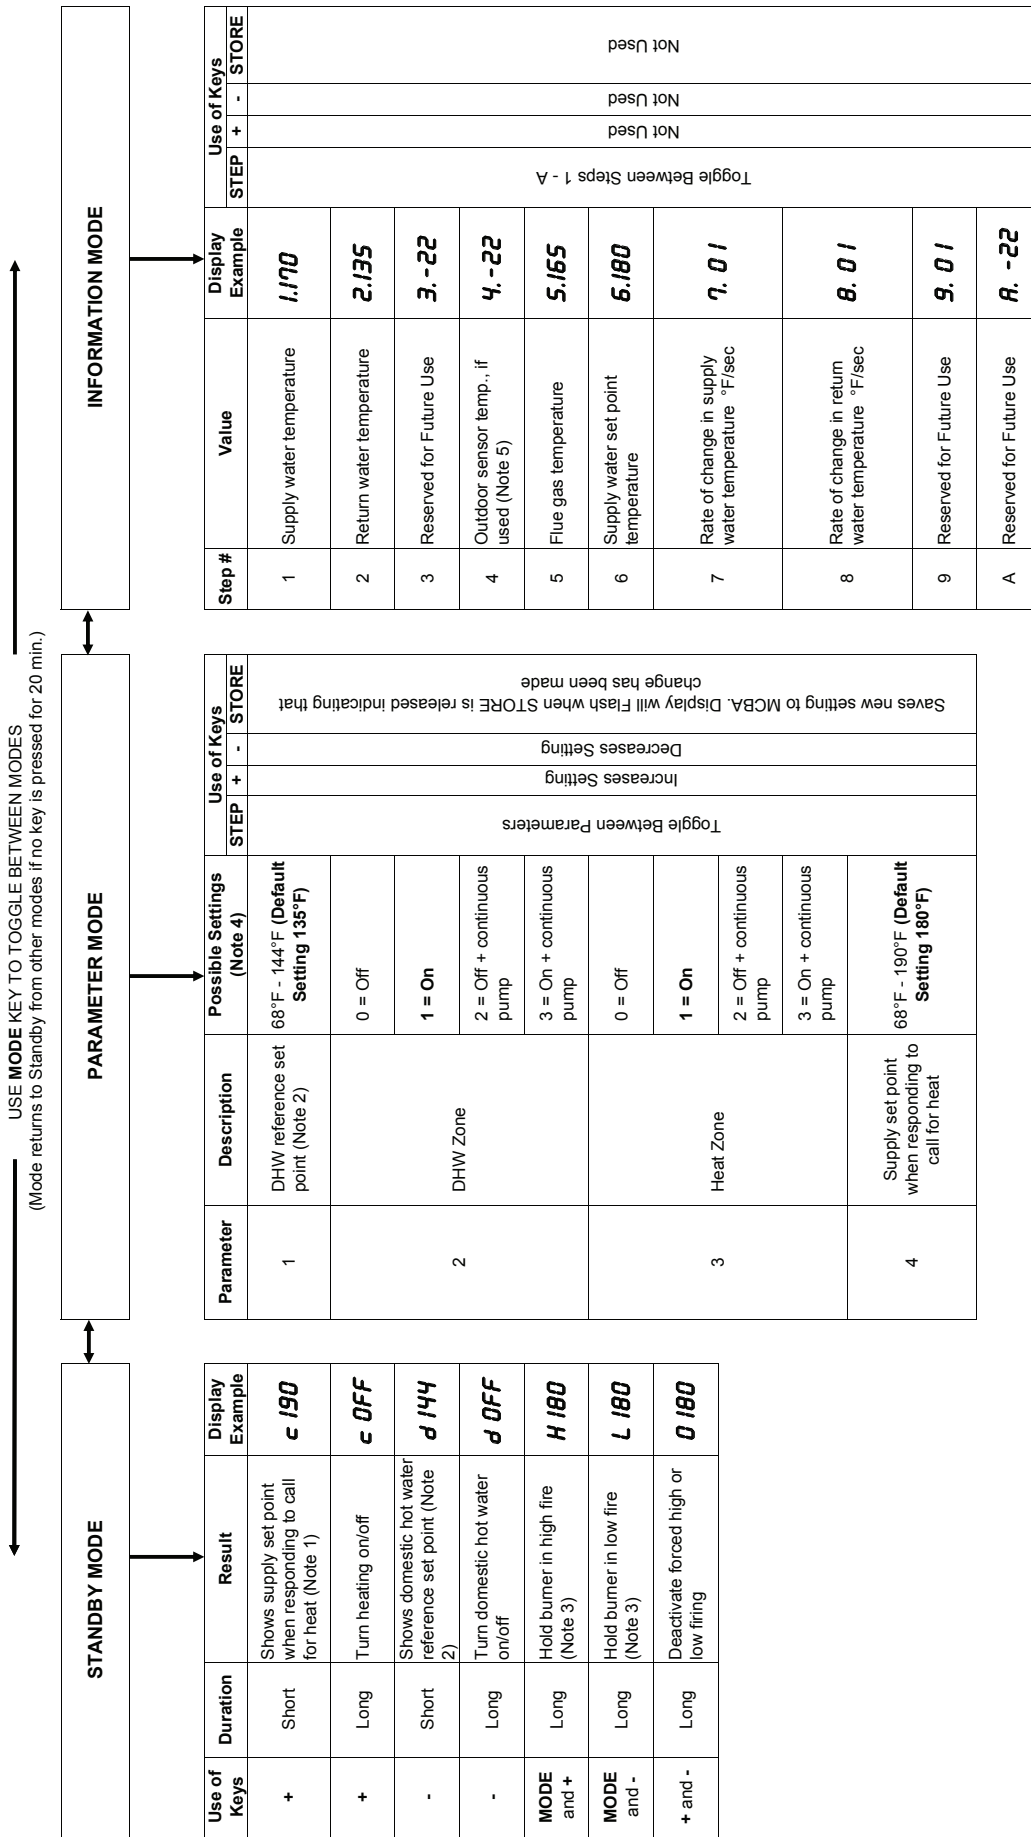 USE MODE KEY TO TOGGLE BETWEEN MODES
(Mode returns to Standby from other modes if no key is pressed for 20 min.)
STANDBY MODE
Use of Keys | Duration | Result | Display Example
+ | Short | Shows supply set point when responding to call for heat (Note 1) | c 190
+ | Long | Turn heating on/off | c OFF
- | Short | Shows domestic hot water reference set point (Note 2) | d 144
- | Long | Turn domestic hot water on/off | d OFF
MODE and + | Long | Hold burner in high fire (Note 3) | H 180
MODE and - | Long | Hold burner in low fire (Note 3) | L 180
+ and - | Long | Deactivate forced high or low firing | 0 180
PARAMETER MODE
Parameter | Description | Possible Settings (Note 4) | Use of Keys
STEP | + | - | STORE
1 | DHW reference set point (Note 2) | 68°F - 144°F (Default Setting 135°F)
2 | DHW Zone | 0 = Off
1 = On
2 = Off + continuous pump
3 = On + continuous pump
3 | Heat Zone | 0 = Off
1 = On
2 = Off + continuous pump
3 = On + continuous pump
4 | Supply set point when responding to call for heat | 68°F - 190°F (Default Setting 180°F)
Toggle Between Parameters
Increases Setting
Decreases Setting
Saves new setting to MCBA. Display will Flash when STORE is released indicating that change has been made
INFORMATION MODE
Step # | Value | Display Example | Use of Keys
STEP | + | - | STORE
1 | Supply water temperature | 1.170
2 | Return water temperature | 2.135
3 | Reserved for Future Use | 3.-22
4 | Outdoor sensor temp., if used (Note 5) | 4.-22
5 | Flue gas temperature | 5.165
6 | Supply water set point temperature | 6.180
7 | Rate of change in supply water temperature °F/sec | 7. 01
8 | Rate of change in return water temperature °F/sec | 8. 01
9 | Reserved for Future Use | 9. 01
A | Reserved for Future Use | A. -22
Toggle Between Steps 1 - A
Not Used
Not Used
Not Used